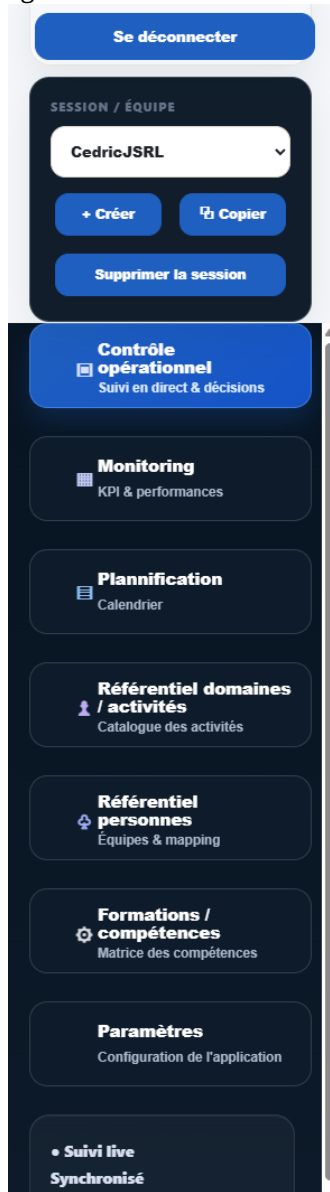 Se déconnecter
SESSION / ÉQUIPE
CedricJSRL
+ Créer
Copier
Supprimer la session
Contrôle
opérationnel
Suivi en direct & décisions
Monitoring
KPI & performances
Plannification
Calendrier
Référentiel domaines
/ activités
Catalogue des activités
Référentiel
personnes
Équipes & mapping
Formations /
compétences
Matrice des compétences
Paramètres
Configuration de l'application
● Suivi live
Synchronisé